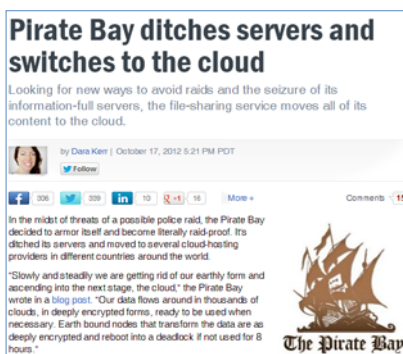 Pirate Bay ditches servers and
switches to the cloud
Looking for new ways to avoid raids and the seizure of its
information-full servers, the file-sharing service moves all of its
content to the cloud.
by Dara Kerr | October 17, 2012 5:21 PM PDT
Follow
f 306 339 in 10 g +1 16 More + Comments 15
In the midst of threats of a possible police raid, the Pirate Bay
decided to armor itself and become literally raid-proof. It's
ditched its servers and moved to several cloud-hosting
providers in different countries around the world.
"Slowly and steadily we are getting rid of our earthly form and
ascending into the next stage, the cloud," the Pirate Bay
wrote in a blog post. "Our data flows around in thousands of
clouds, in deeply encrypted forms, ready to be used when
necessary. Earth bound nodes that transform the data are as
deeply encrypted and reboot into a deadlock if not used for 8
hours."
The Pirate Bay